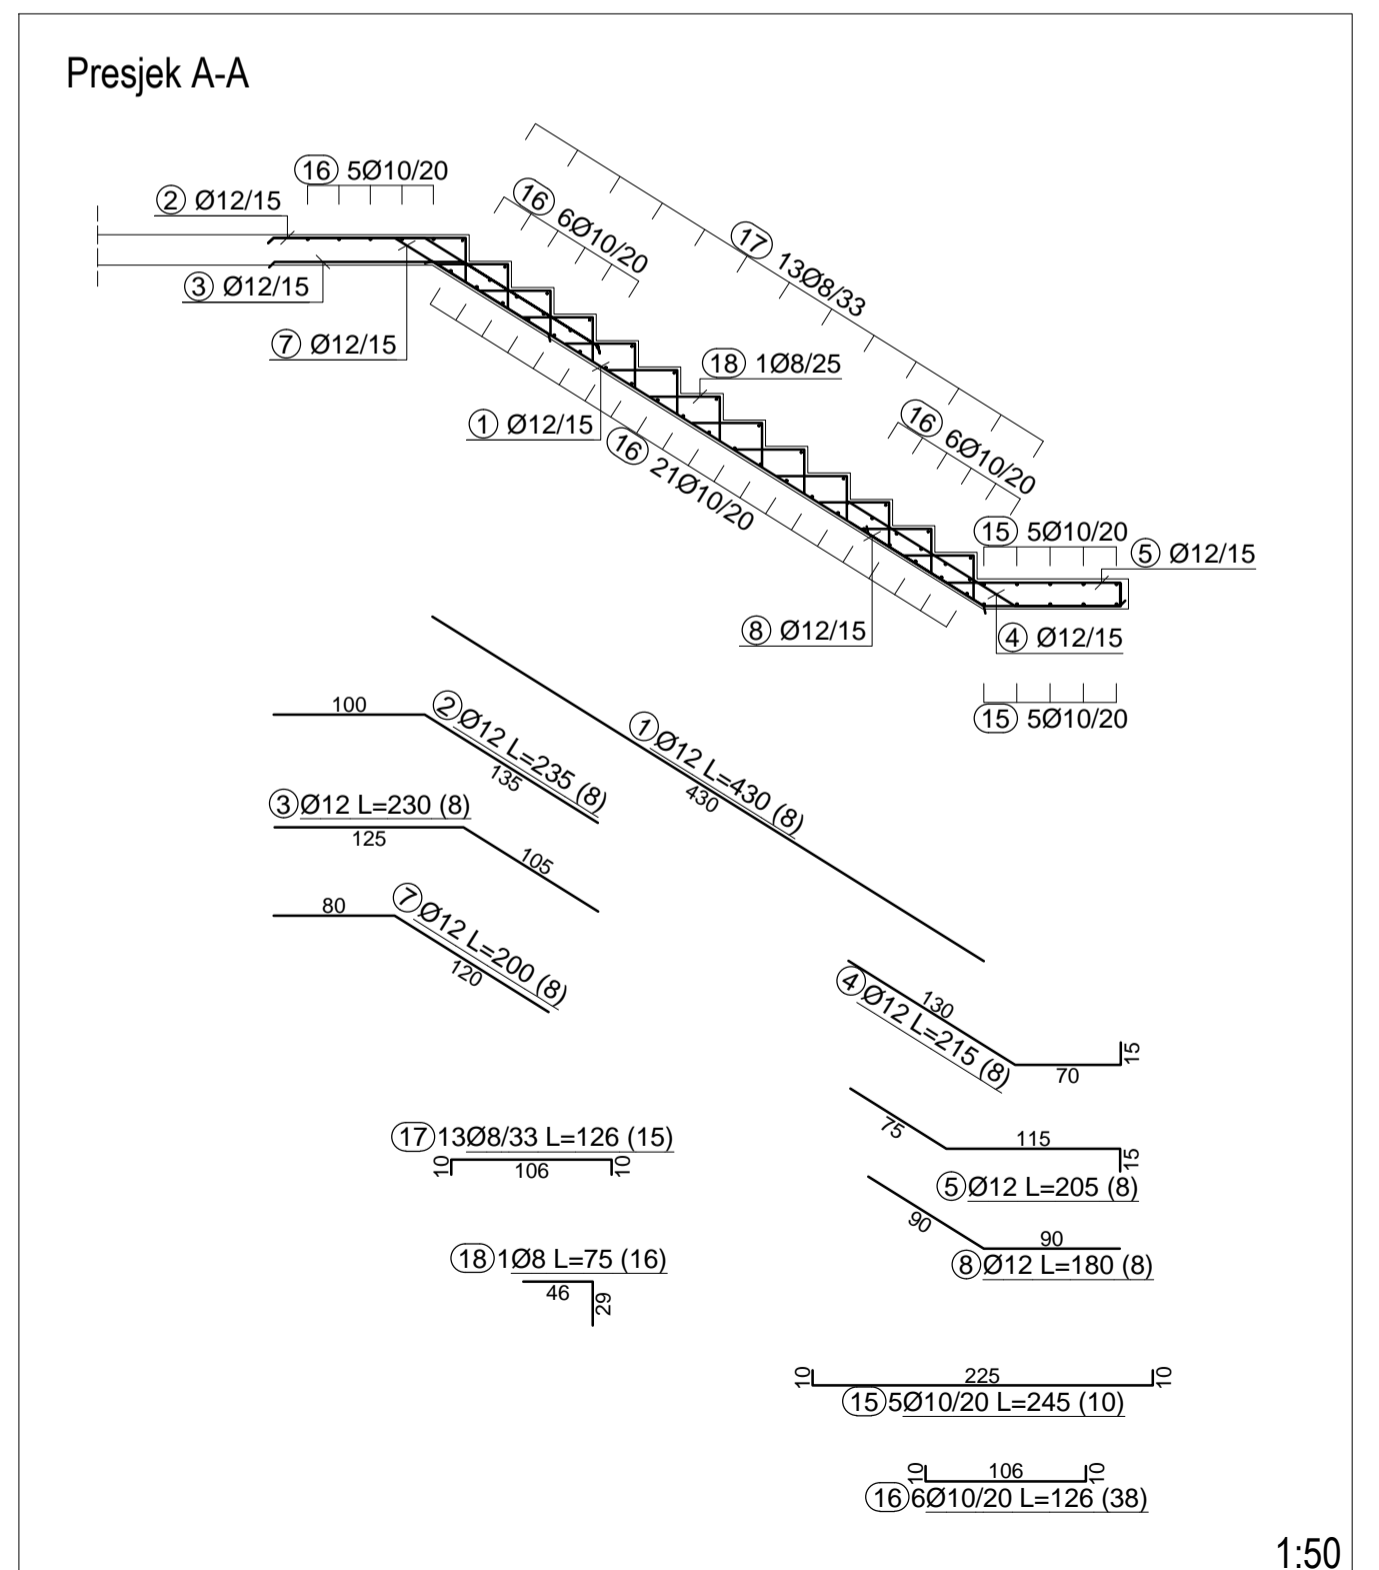 Presjek A-A
16 5Ø10/20
2 Ø12/15
16 6Ø10/20
17 13Ø8/33
3 Ø12/15
7 Ø12/15
18 1Ø8/25
1 Ø12/15
16 21Ø10/20
16 6Ø10/20
15 5Ø10/20
5 Ø12/15
8 Ø12/15
4 Ø12/15
15 5Ø10/20
100
2 Ø12 L=235 (8)
135
1 Ø12 L=430 (8)
430
3 Ø12 L=230 (8)
125
105
80
7 Ø12 L=200 (8)
120
130
4 Ø12 L=215 (8)
70
15
75
115
15
5 Ø12 L=205 (8)
17 13Ø8/33 L=126 (15)
10
106
10
90
90
8 Ø12 L=180 (8)
18 1Ø8 L=75 (16)
46
29
10
225
10
15 5Ø10/20 L=245 (10)
10
106
10
16 6Ø10/20 L=126 (38)
1:50